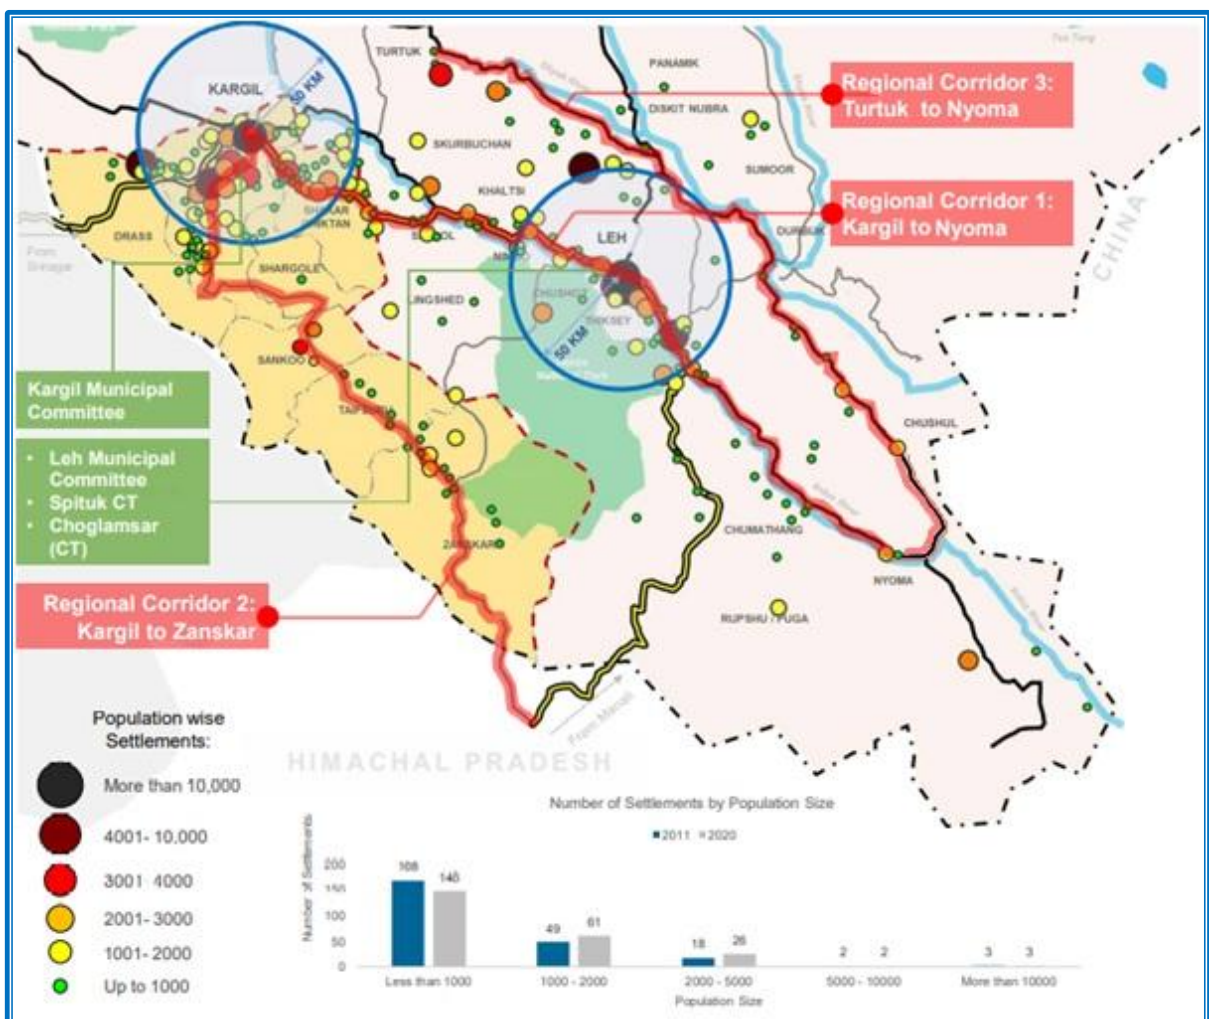 TURTUK
PANAMIK
KARGIL
50 KM
DISKIT NUBRA
Regional Corridor 3:
Turtuk to Nyoma
SKURBUCHAN
SUMOOR
KHALTSI
Regional Corridor 1:
Kargil to Nyoma
LEH
DRASS
From
Srinagar
SHARGOLE
CHINA
LINGSHED
50 KM
SANKOO
Kargil Municipal
Committee
CHUSHUL
• Leh Municipal
Committee
• Spituk CT
• Choglamsar
(CT)
CHUMATHANG
ZANSKAR
NYOMA
Regional Corridor 2:
Kargil to Zanskar
RUPSHU / PUGA
From Manali
HIMACHAL PRADESH
Population wise
Settlements:
More than 10,000
4001- 10,000
3001 4000
2001- 3000
1001- 2000
Up to 1000
Number of Settlements by Population Size
2011 2020
Number of Settlements
200
150
100
50
0
168 146
49 61
18 26
2 2
3 3
Less than 1000 1000 - 2000 2000 - 5000 5000 - 10000 More than 10000
Population Size